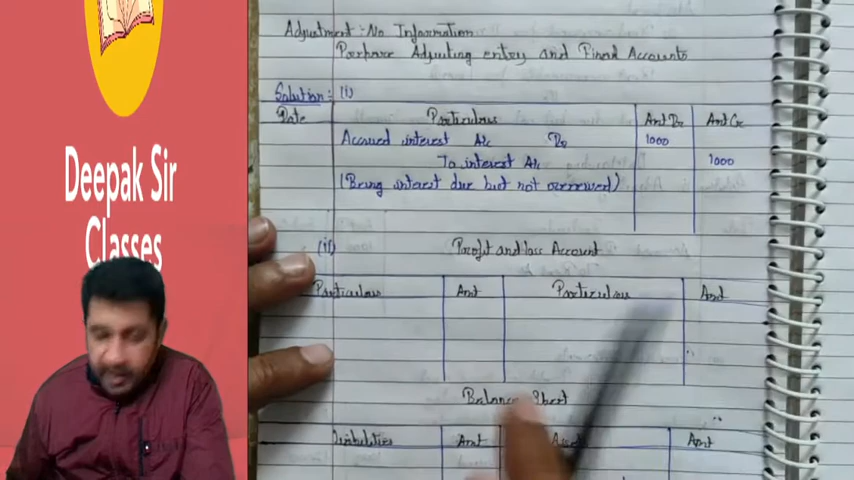 Deepak Sir
Classes
Adjustment :- No Information
Prepare Adjusting entry and Final Accounts
Solution :- (i)
Date Particulars Amt Dr Amt Cr
Accrued interest A/c Dr 1000
To interest A/c 1000
(Being interest due but not
(ii) Profit and loss Account
Particulars Amt Particulars Amt
Balance Sheet
Liabilities Amt Amt